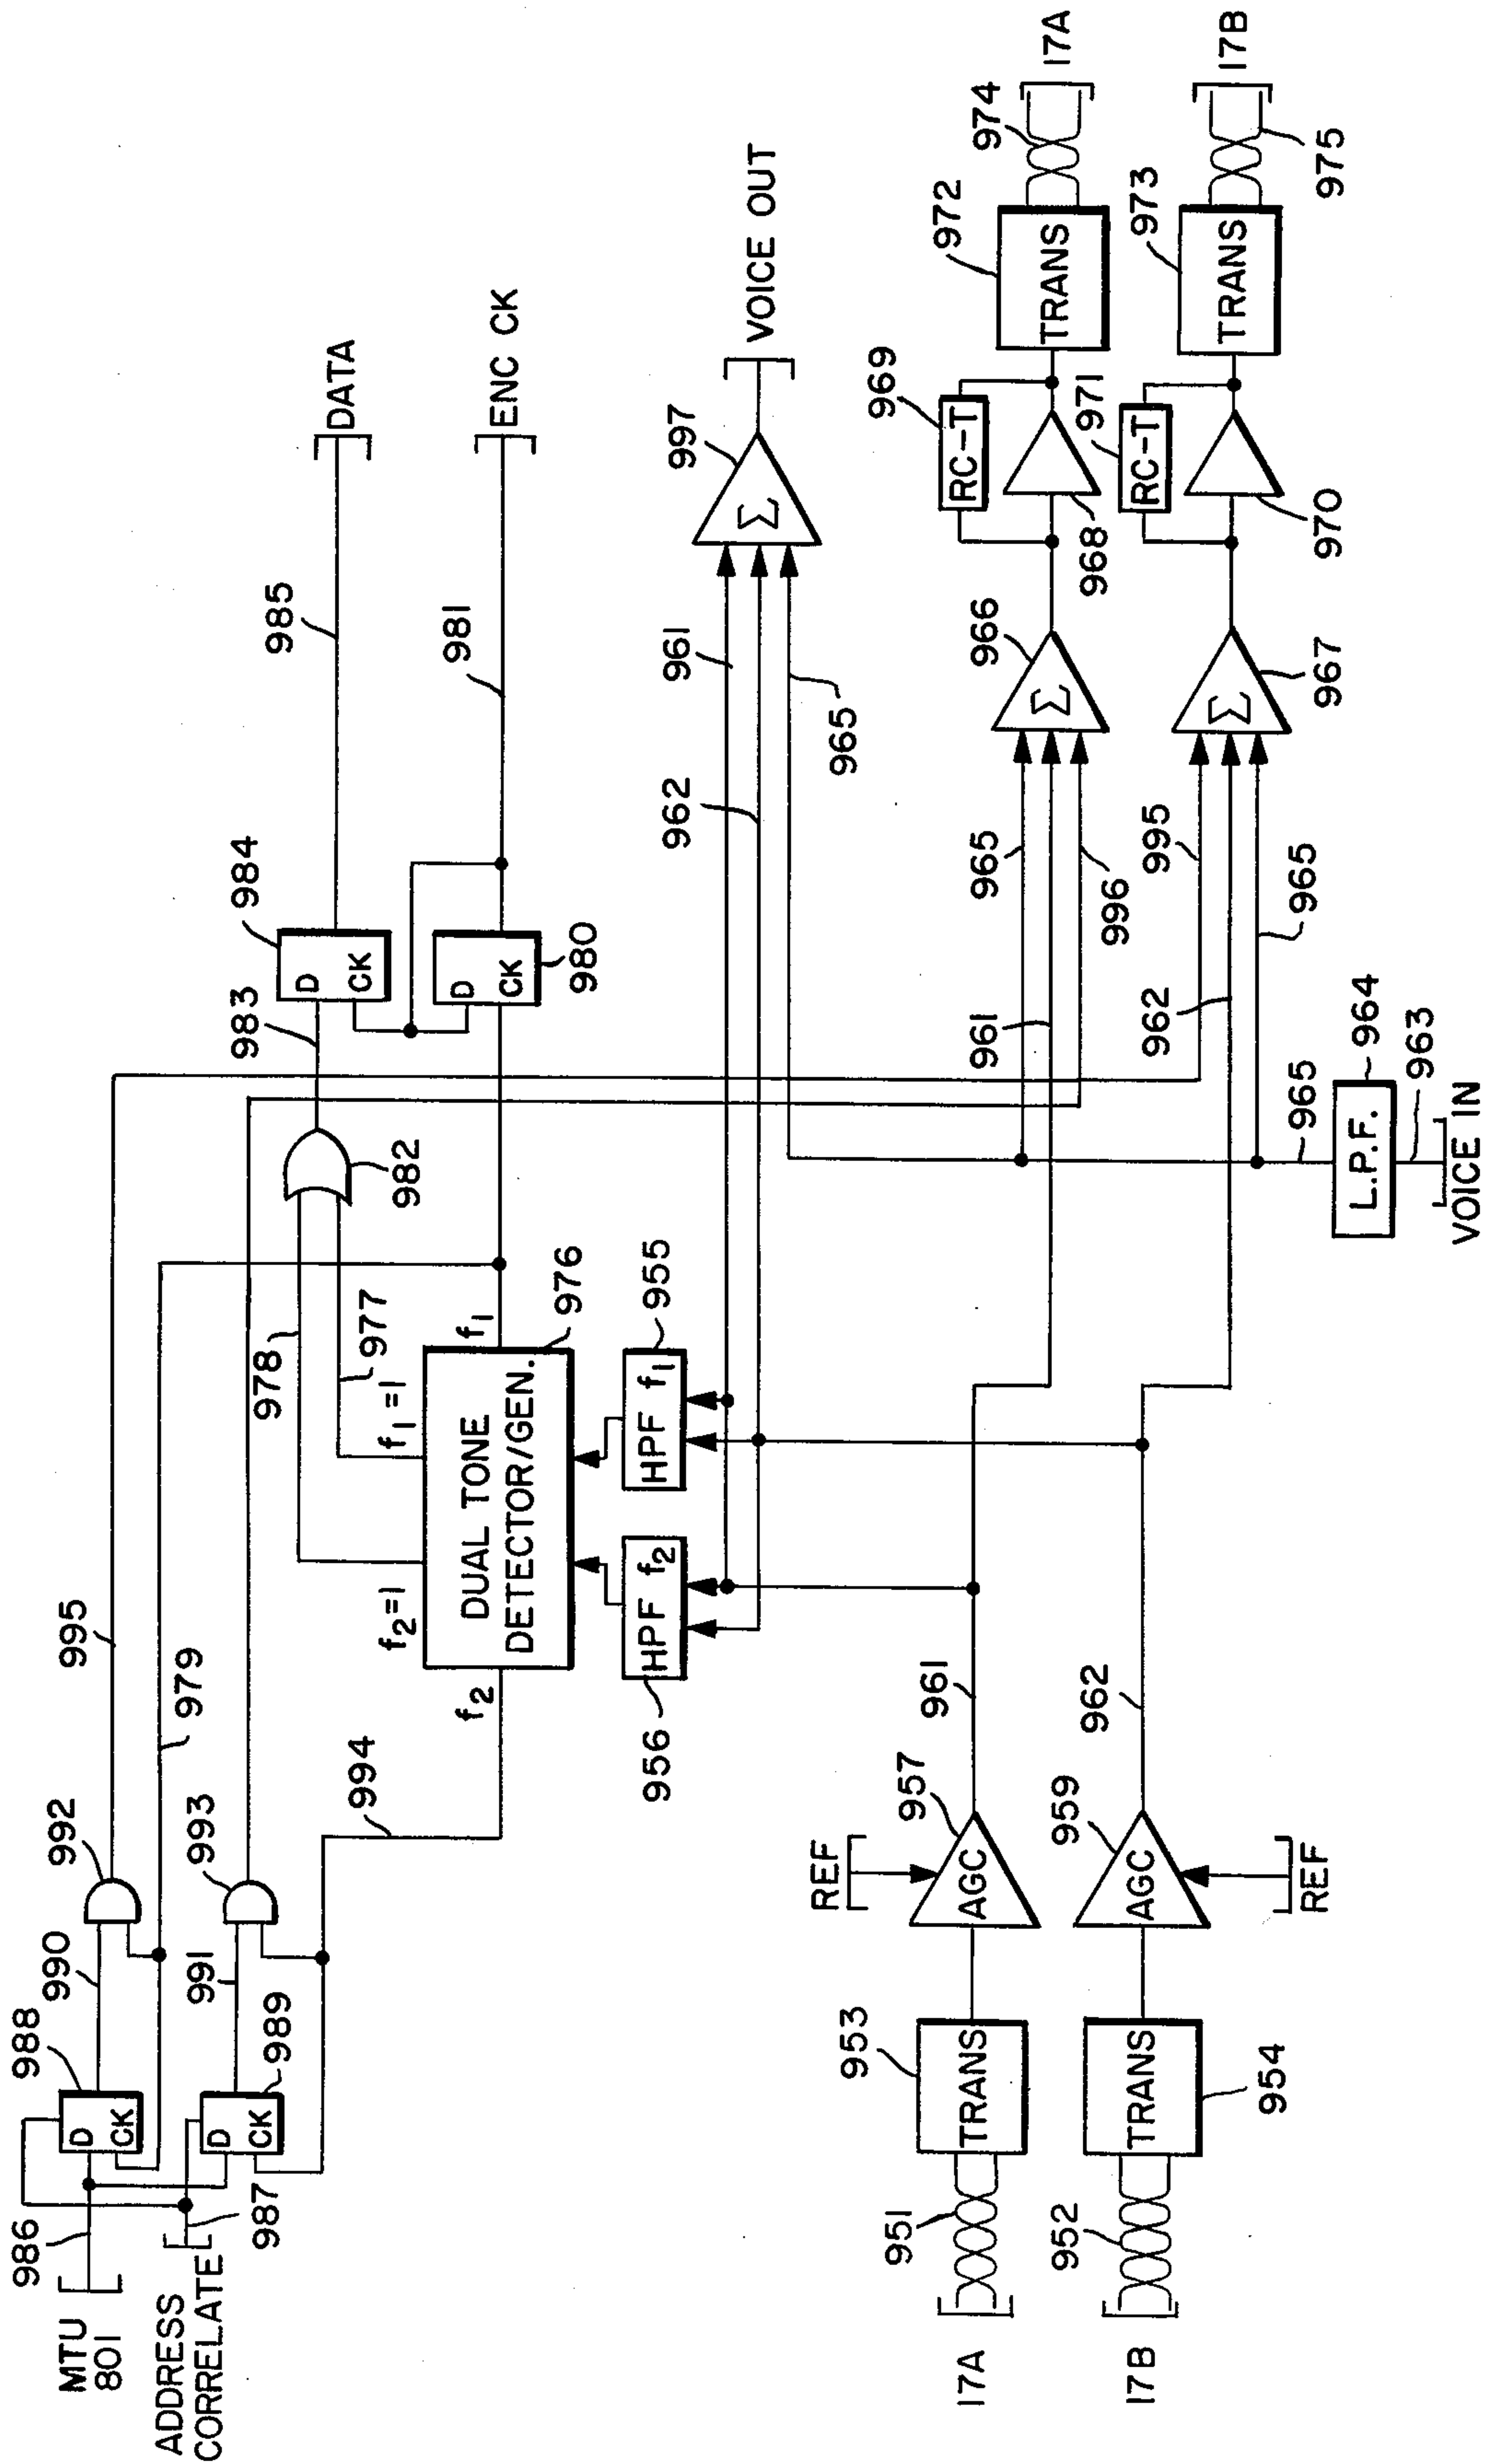 MTU
801
986
988
990
992
995
ADDRESS
CORRELATE
987
D
CK
D
CK
989
991
993
979
994
f2
f2=1
f1 =1
f1
978
977
DUAL TONE
DETECTOR/GEN.
976
982
983
984
D
CK
985
DATA
D
CK
980
981
ENC CK
956
HPF f2
HPF f1
955
961
962
965
Σ
997
VOICE OUT
17A
951
953
TRANS
REF
957
AGC
961
961
965
996
966
Σ
968
969
RC-T
972
TRANS
974
17A
17B
952
954
TRANS
959
AGC
REF
962
962
995
965
967
Σ
970
971
RC-T
973
TRANS
975
17B
965
L.P.F.
964
963
VOICE IN